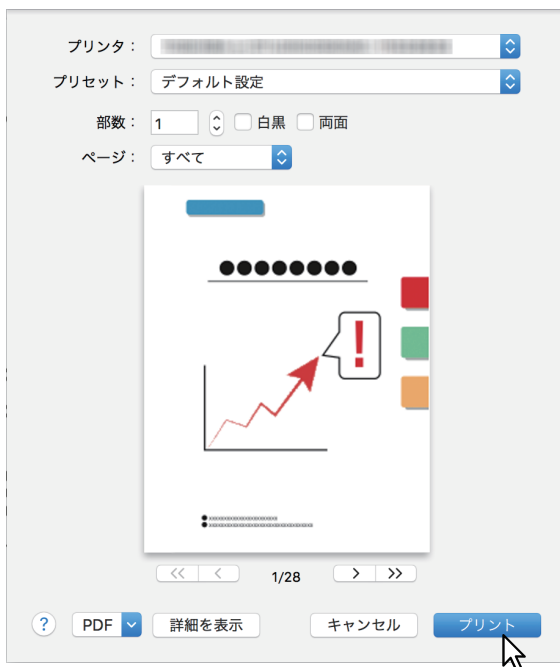 プリンタ：
プリセット： デフォルト設定
部数： 1 白黒 両面
ページ： すべて
!
<< < 1/28 > >>
? PDF 詳細を表示 キャンセル プリント